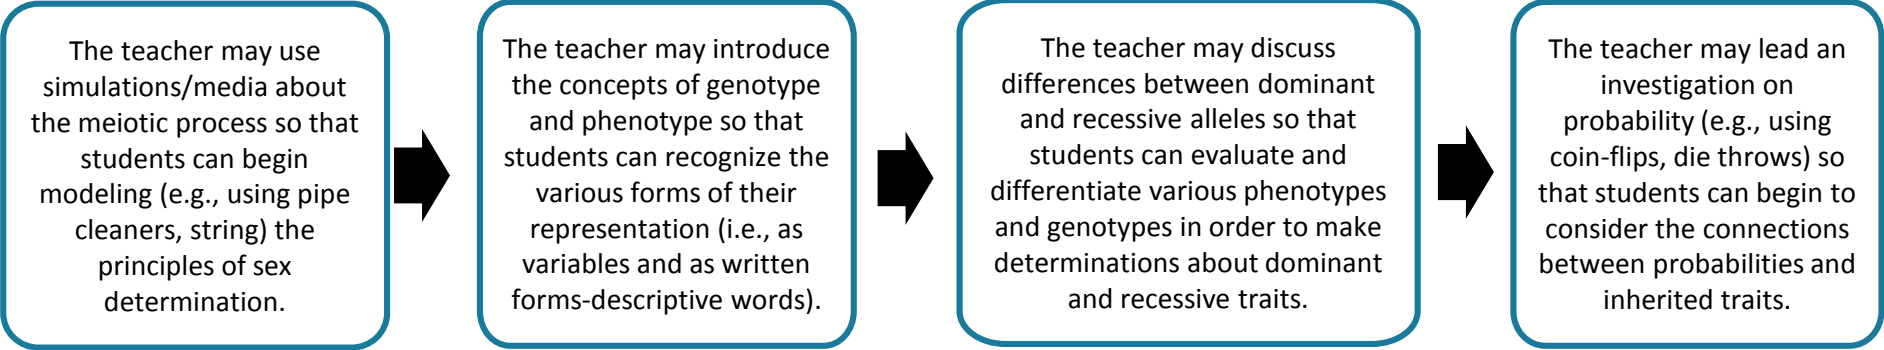 The teacher may use
simulations/media about
the meiotic process so that
students can begin
modeling (e.g., using pipe
cleaners, string) the
principles of sex
determination.
The teacher may introduce
the concepts of genotype
and phenotype so that
students can recognize the
various forms of their
representation (i.e., as
variables and as written
forms-descriptive words).
The teacher may discuss
differences between dominant
and recessive alleles so that
students can evaluate and
differentiate various phenotypes
and genotypes in order to make
determinations about dominant
and recessive traits.
The teacher may lead an
investigation on
probability (e.g., using
coin-flips, die throws) so
that students can begin to
consider the connections
between probabilities and
inherited traits.